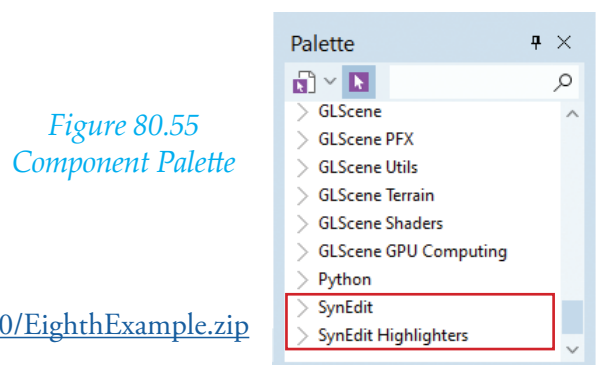 Figure 80.55
Component Palette
0/EighthExample.zip
Palette
GLScene
GLScene PFX
GLScene Utils
GLScene Terrain
GLScene Shaders
GLScene GPU Computing
Python
SynEdit
SynEdit Highlighters